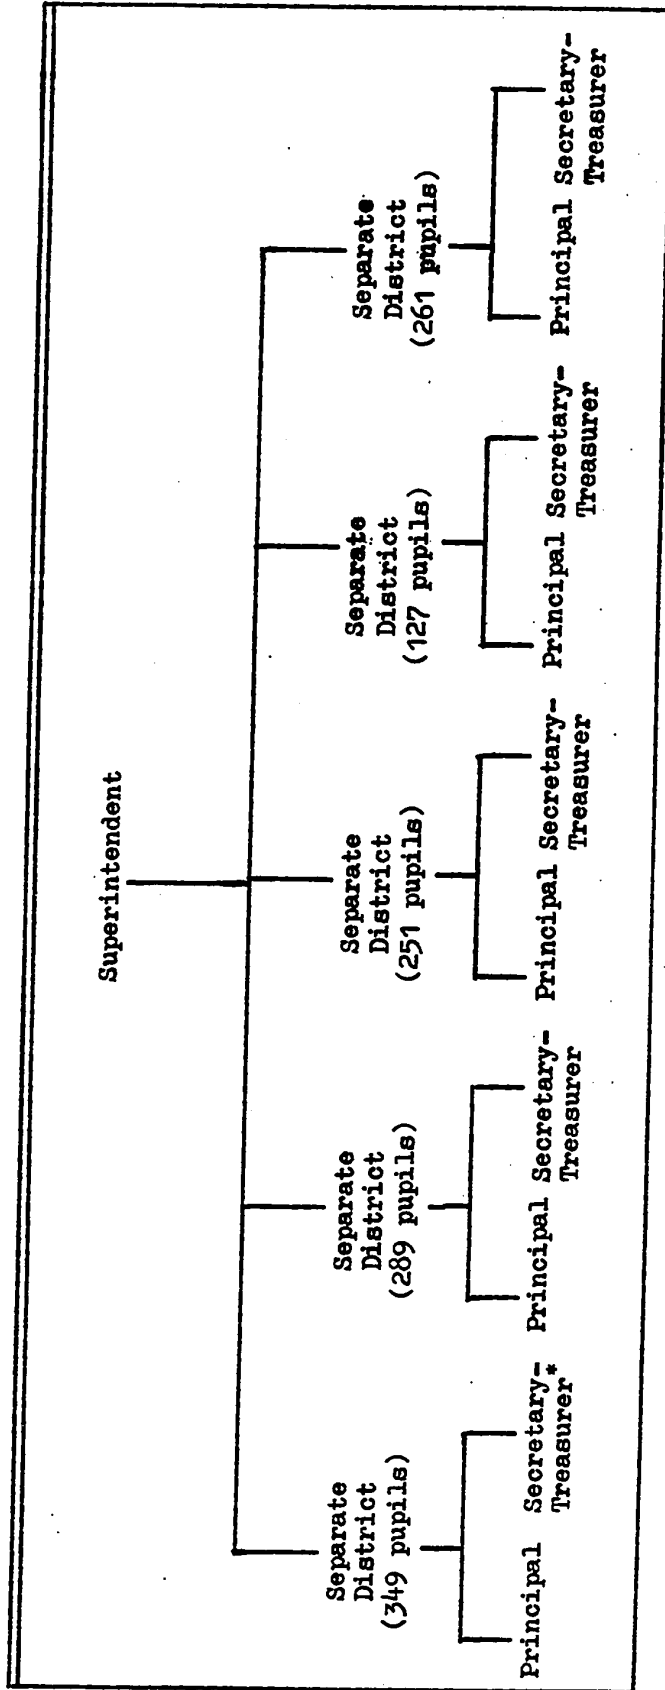 Superintendent
Separate
District
(349 pupils)
Separate
District
(289 pupils)
Separate
District
(251 pupils)
Separate
District
(127 pupils)
Separate
District
(261 pupils)
Principal
Secretary-
Treasurer*
Principal
Secretary-
Treasurer
Principal
Secretary-
Treasurer
Principal
Secretary-
Treasurer
Principal
Secretary-
Treasurer